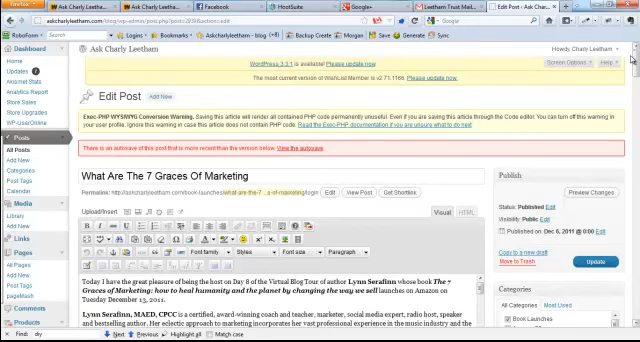 Firefox
Ask Charly Leetham
Ask Charly Leetham
Facebook
HootSuite
Google+
Leetham Trust Mail
Edit Post ‹ Ask Charly Leetham
askcharlyleetham.com/blog/wp-admin/post.php?post=2058&action=edit
RoboForm
Logins
Bookmarks
askcharlyleetham
Backup Create
Morgan
Save
Generate
Sync
Dashboard
Home
Updates 7
Akismet Stats
Analytics Report
Store Sales
Store Upgrades
WP-OnlineStore
Posts
All Posts
Add New
Categories
Post Tags
Calendar
Media
Library
Add New
Links
Pages
All Pages
Add New
Post Tags
pageMash
Comments
Products
Ask Charly Leetham
Howdy, Charly Leetham
WordPress 3.3.1 is available! Please update now.
Screen Options
Help
The most current version of WishList Member is v2.71.1156. Please update now.
Edit Post
Add New
Exec-PHP WYSIWYG Conversion Warning. Saving this article will render all contained PHP code permanently unuseful. Even if you are saving this article through the Code editor. You can turn off this warning in
your user profile. Ignore this warning in case this article does not contain PHP code. Read the Exec-PHP documentation if you are unsure what to do next
There is an autosave of this post that is more recent than the version below. View the autosave
What Are The 7 Graces Of Marketing
Permalink: http://askcharlyleetham.com/book-launches/what-are-the-7 ... s-of-marketing/login
Edit
View Post
Get Shortlink
Upload/Insert
Visual
HTML
Font family
Font size
Paragraph
Today I have the great pleasure of being the host on Day 8 of the Virtual Blog Tour of author Lynn Serafinn whose book The 7
Graces of Marketing: how to heal humanity and the planet by changing the way we sell launches on Amazon on
Tuesday December 13, 2011.
Lynn Serafinn, MAED, CPCC is a certified, award-winning coach and teacher, marketer, social media expert, radio host, speaker
and bestselling author. Her eclectic approach to marketing incorporates her vast professional experience in the music industry and the
Publish
Preview Changes
Status: Published Edit
Visibility: Public Edit
Published on: Dec 6, 2011 @ 0:00 Edit
Copy to a new draft
Move to Trash
Update
Categories
All Categories
Most Used
Book Launches
Find: diy
Next
Previous
Highlight all
Match case